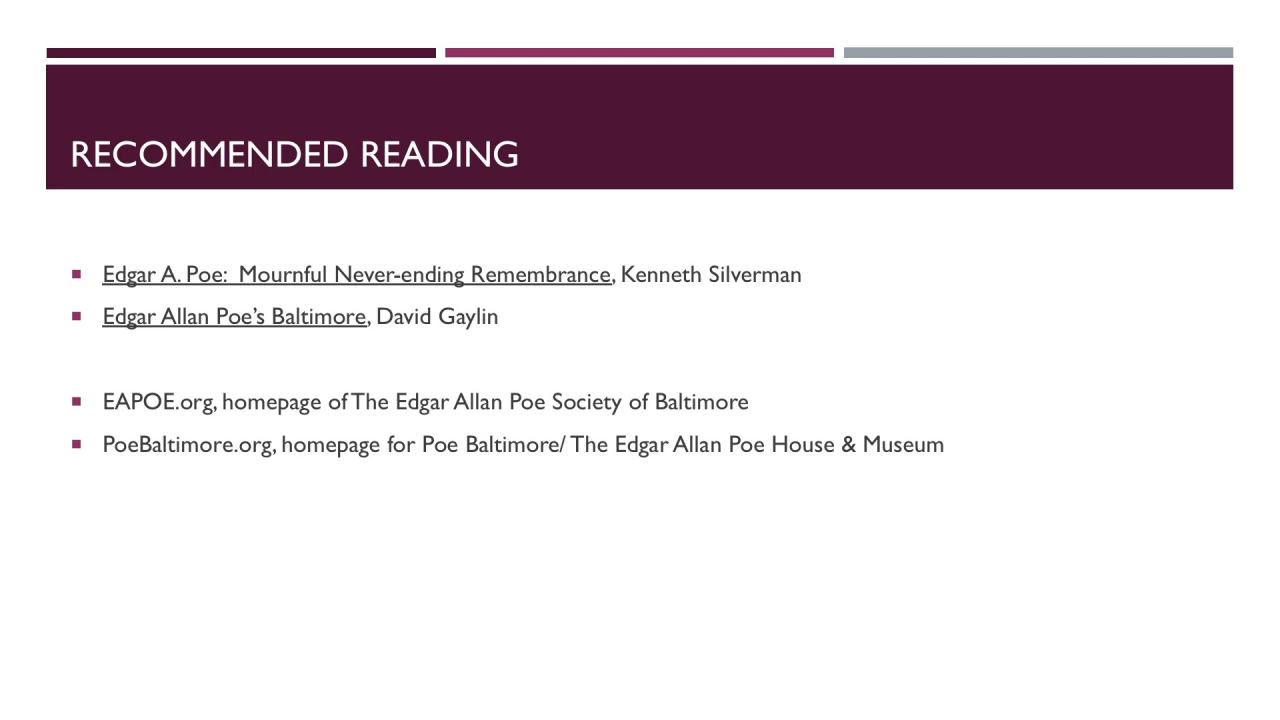 RECOMMENDED READING
Edgar A. Poe:  Mournful Never-ending Remembrance, Kenneth Silverman
Edgar Allan Poe’s Baltimore, David Gaylin
EAPOE.org, homepage of The Edgar Allan Poe Society of Baltimore
PoeBaltimore.org, homepage for Poe Baltimore/ The Edgar Allan Poe House & Museum